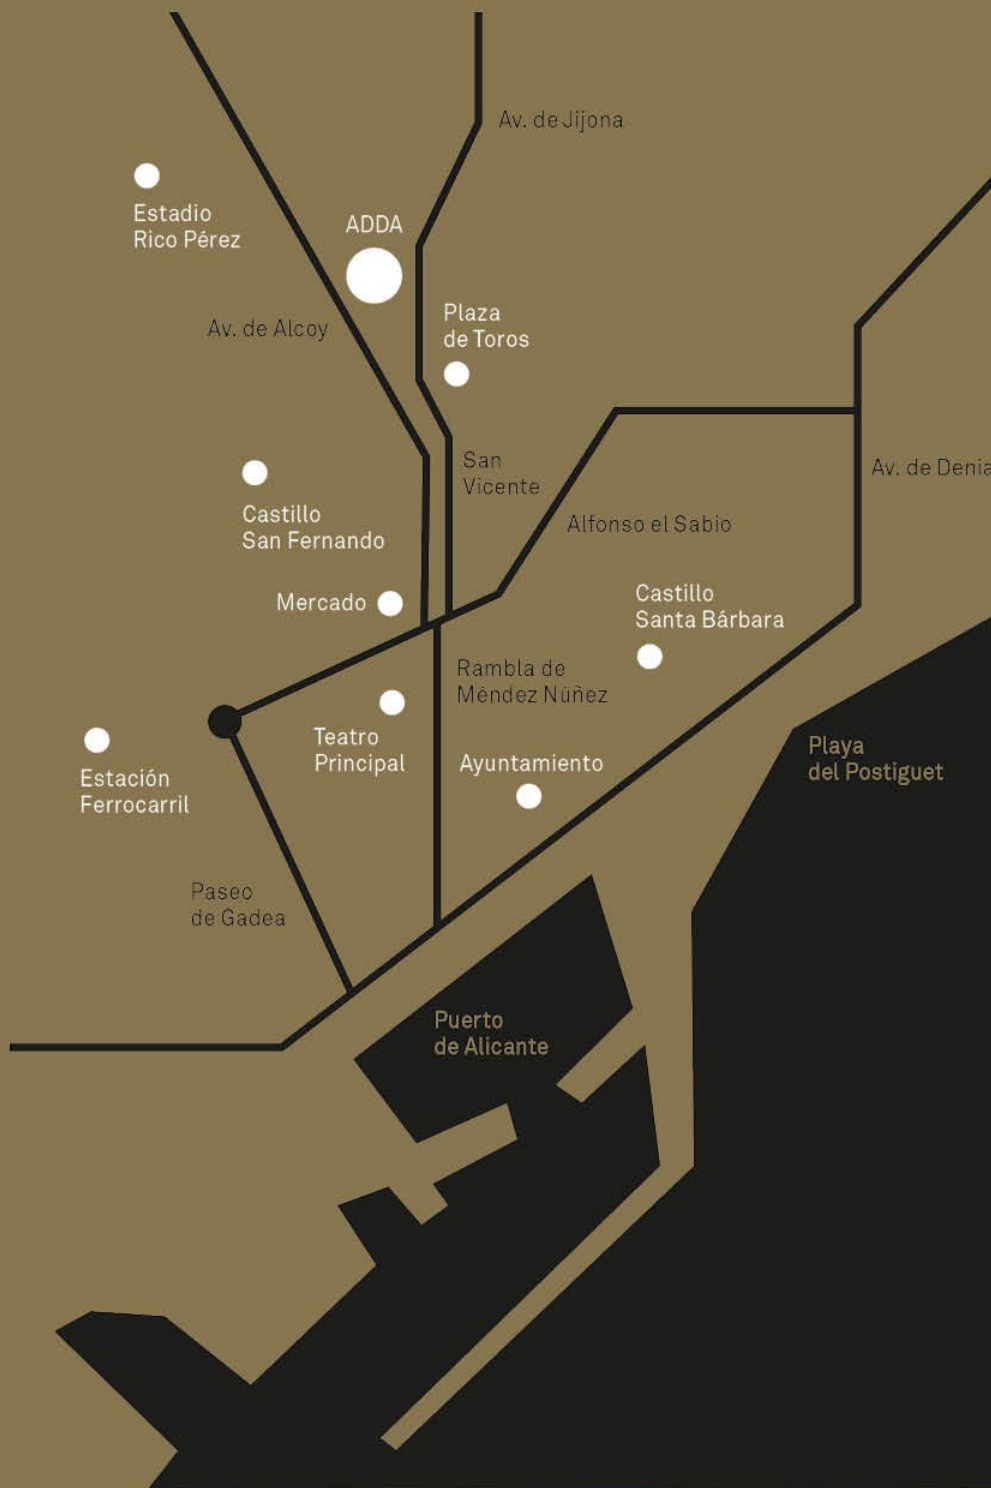 Av. de Jijona
Estadio
Rico Pérez
ADDA
Plaza
de Toros
Av. de Alcoy
San
Vicente
Av. de Denia
Castillo
San Fernando
Alfonso el Sabio
Mercado
Castillo
Santa Bárbara
Rambla de
Méndez Núñez
Teatro
Principal
Ayuntamiento
Playa
del Postiguet
Estación
Ferrocarril
Paseo
de Gadea
Puerto
de Alicante